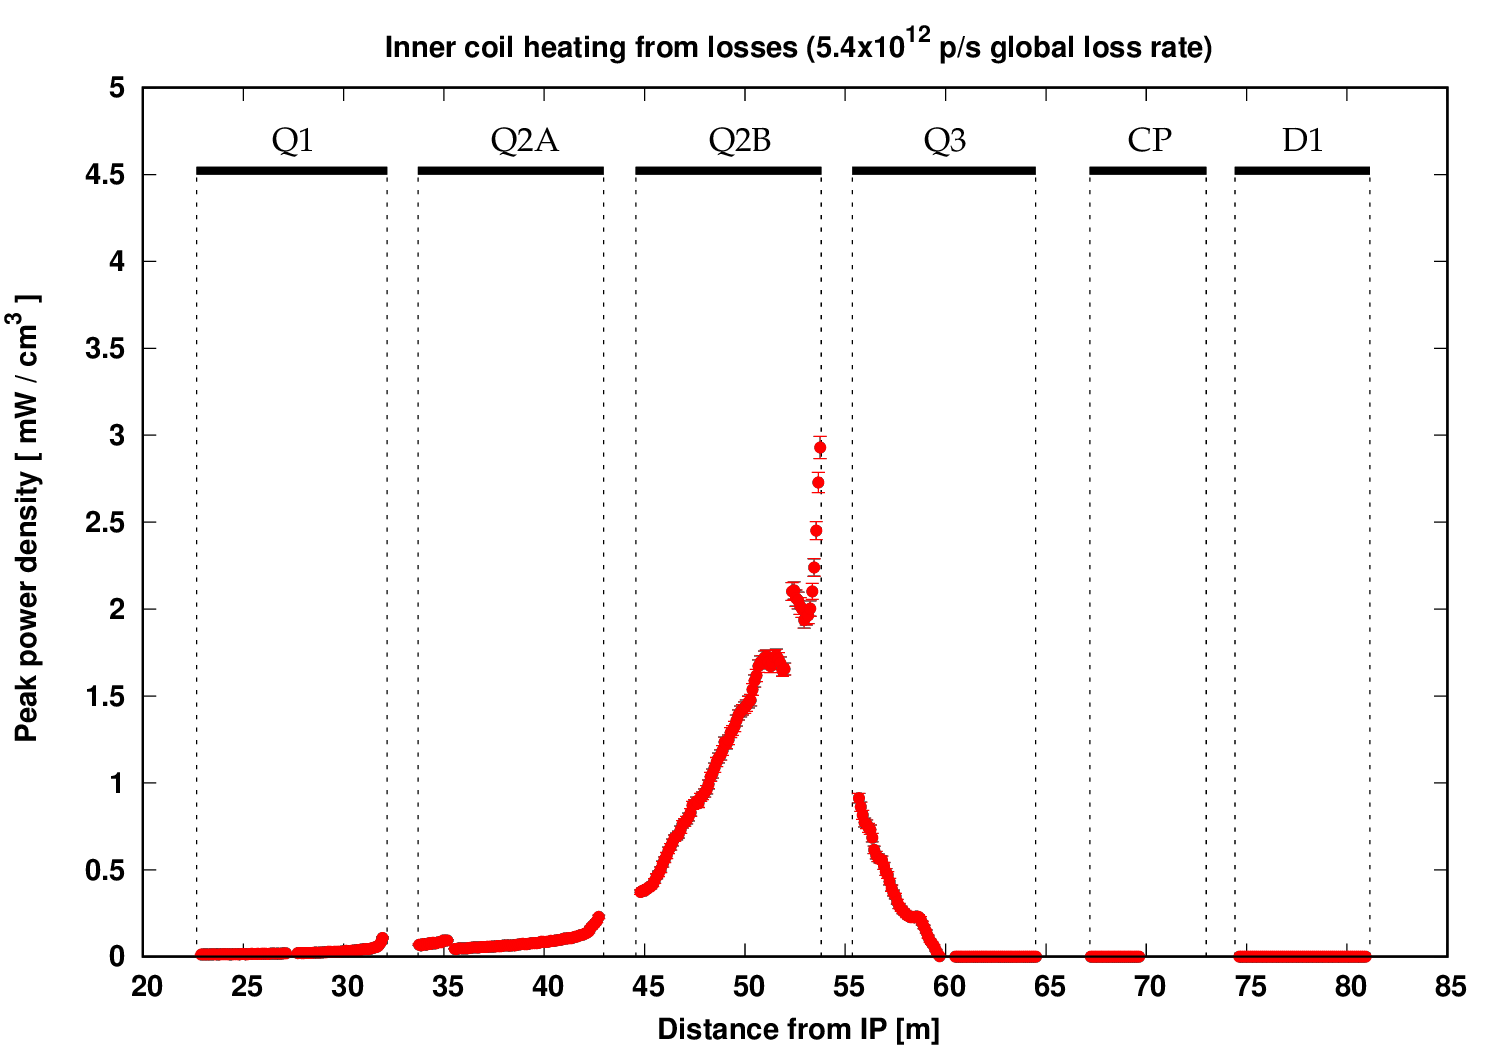 Inner coil heating from losses (5.4x10^12 p/s global loss rate)
Q1 Q2A Q2B Q3 CP D1
Peak power density [ mW / cm^3 ]
5
4.5
4
3.5
3
2.5
2
1.5
1
0.5
0
20 25 30 35 40 45 50 55 60 65 70 75 80 85
Distance from IP [m]